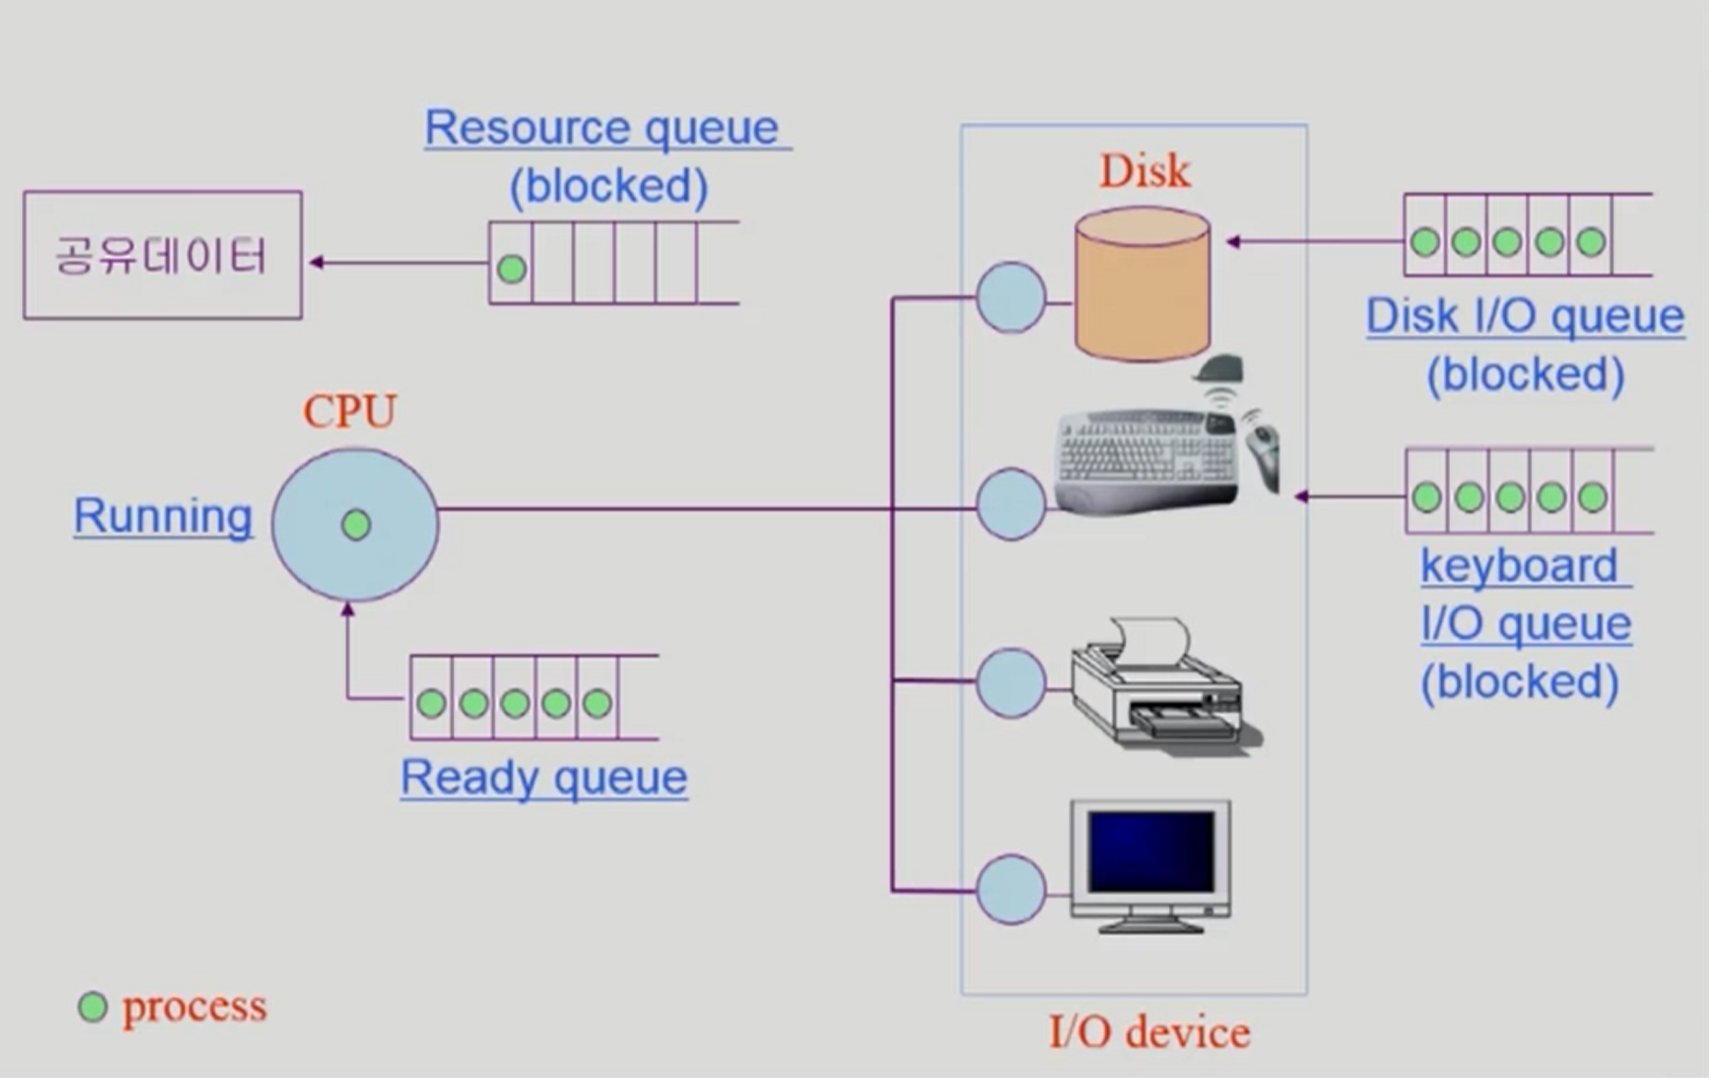 Resource queue
(blocked)
공유데이터
Disk
Disk I/O queue
(blocked)
CPU
Running
keyboard
I/O queue
(blocked)
Ready queue
process
I/O device